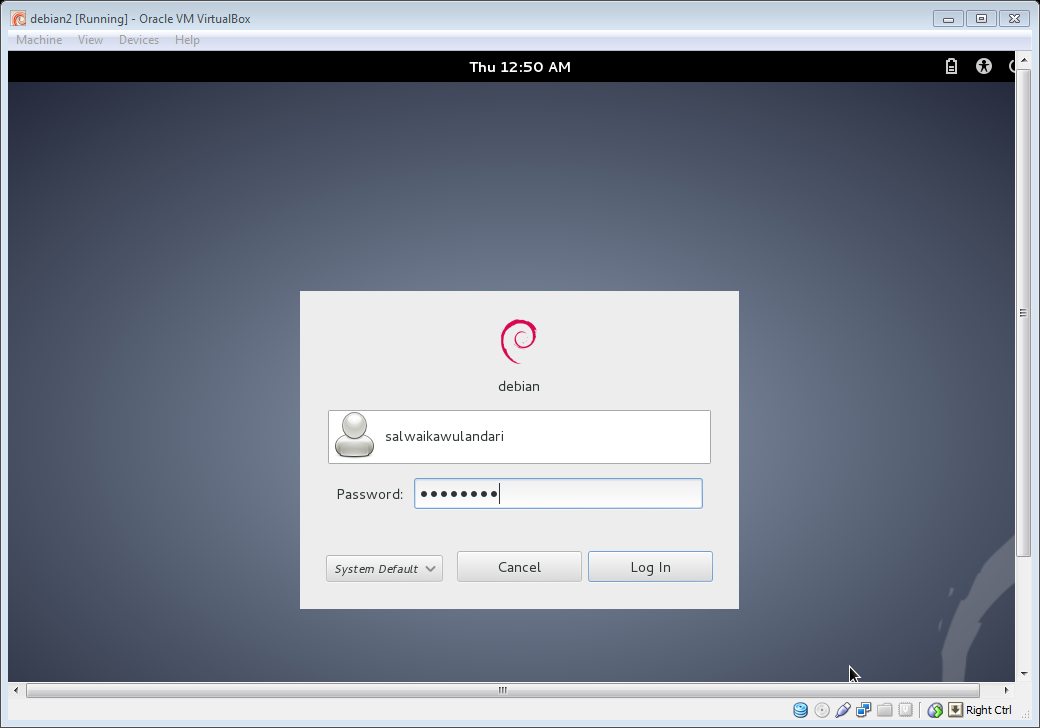 debian2 [Running] - Oracle VM VirtualBox
Machine View Devices Help
Thu 12:50 AM
debian
salwaikawulandari
Password:
System Default
Cancel
Log In
Right Ctrl